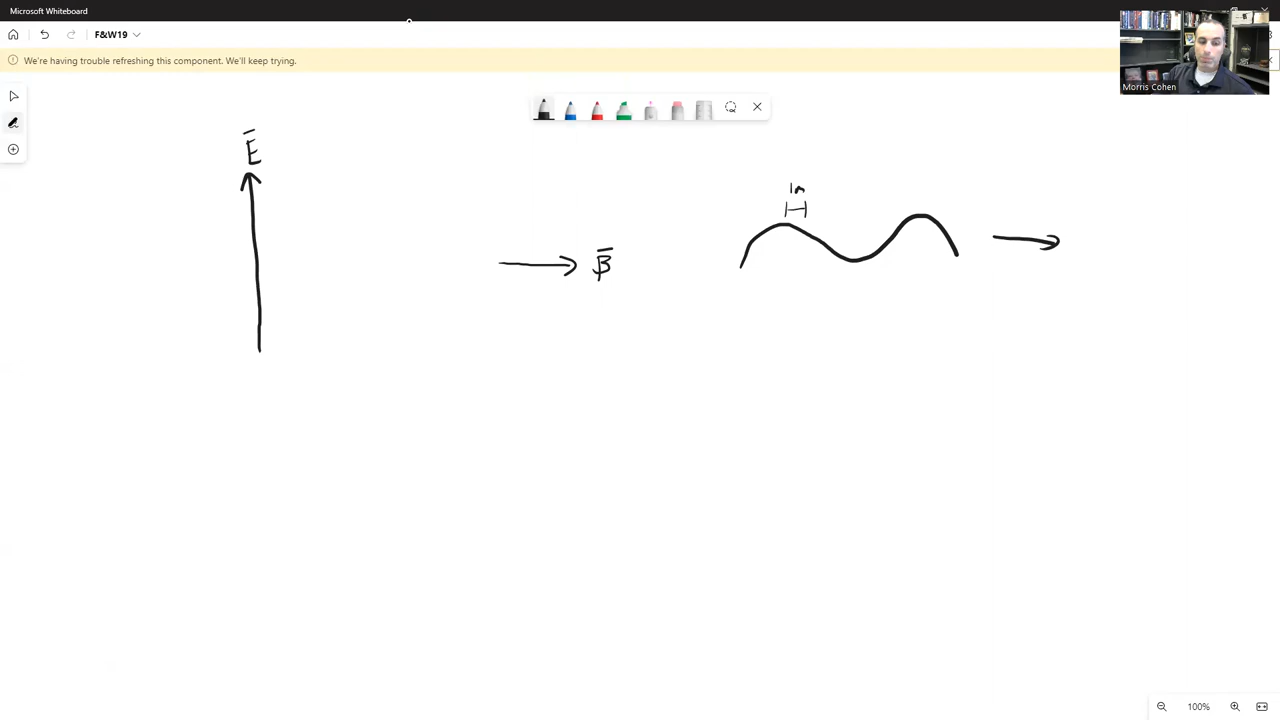 Microsoft Whiteboard
F&W19
We're having trouble refreshing this component. We'll keep trying.
Morris Cohen
E̅
1m
β̅
100%